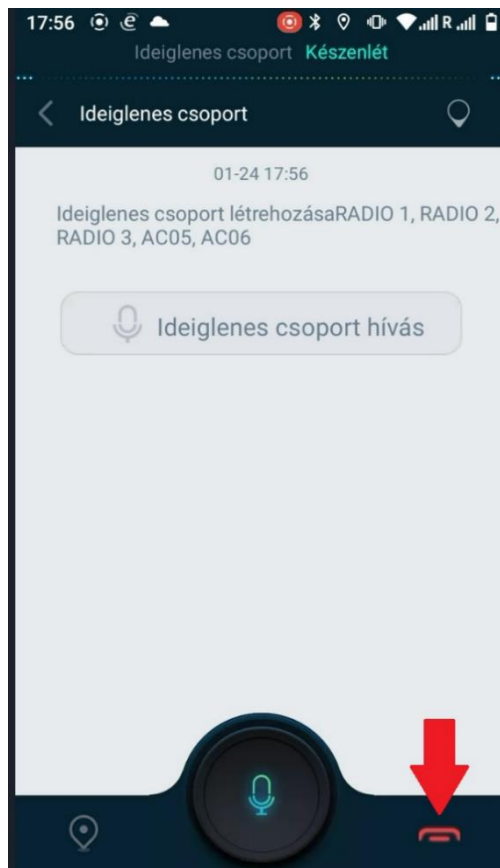 17:56 R
Ideiglenes csoport Készenlét
Ideiglenes csoport
01-24 17:56
Ideiglenes csoport létrehozásaRADIO 1, RADIO 2,
RADIO 3, AC05, AC06
Ideiglenes csoport hívás